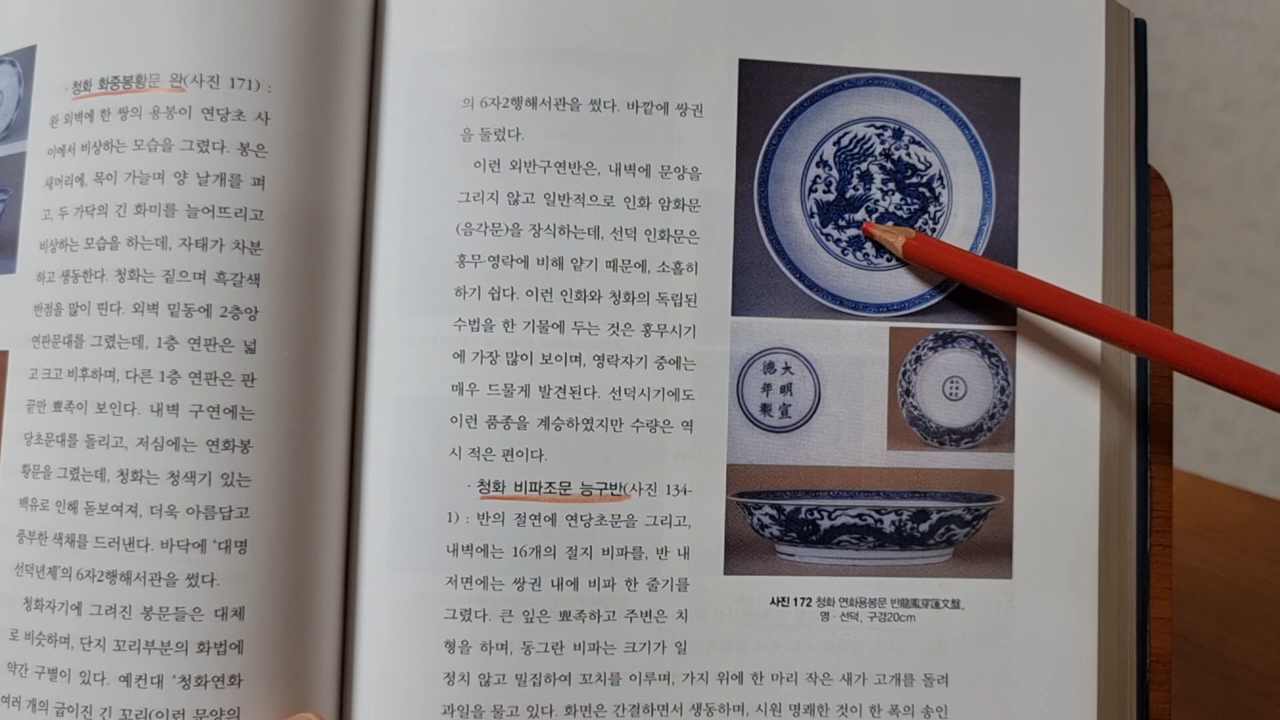 · 청화 화중봉황문 완(사진 171) :
완 외벽에 한 쌍의 용봉이 연당초 사
이에서 비상하는 모습을 그렸다. 봉은
새머리에, 목이 가늘며 양 날개를 펴
고, 두 가닥의 긴 화미를 늘어뜨리고
비상하는 모습을 하는데, 자태가 차분
하고 생동한다. 청화는 짙으며 흑갈색
반점을 많이 띤다. 외벽 밑동에 2층앙
연판문대를 그렸는데, 1층 연판은 넓
고 크고 비후하며, 다른 1층 연판은 판
끝만 뾰족이 보인다. 내벽 구연에는
당초문대를 돌리고, 저심에는 연화봉
황문을 그렸는데, 청화는 청색기 있는
백유로 인해 돋보여져, 더욱 아름답고
풍부한 색채를 드러낸다. 바닥에 '대명
선덕년제'의 6자2행해서관을 썼다.
청화자기에 그려진 봉문들은 대체
로 비슷하며, 단지 꼬리부분의 화법에
약간 구별이 있다. 예컨대 '청화연화
여러 개의 굽이진 긴 꼬리(이런 문양의
의 6자2행해서관을 썼다. 바깥에 쌍권
을 둘렀다.
이런 외반구연반은, 내벽에 문양을
그리지 않고 일반적으로 인화 암화문
(음각문)을 장식하는데, 선덕 인화문은
홍무·영락에 비해 얕기 때문에, 소홀히
하기 쉽다. 이런 인화와 청화의 독립된
수법을 한 기물에 두는 것은 홍무시기
에 가장 많이 보이며, 영락자기 중에는
매우 드물게 발견된다. 선덕시기에도
이런 품종을 계승하였지만 수량은 역
시 적은 편이다.
· 청화 비파조문 능구반(사진 134-
1) : 반의 절연에 연당초문을 그리고,
내벽에는 16개의 절지 비파를, 반 내
저면에는 쌍권 내에 비파 한 줄기를
그렸다. 큰 잎은 뾰족하고 주변은 치
형을 하며, 동그란 비파는 크기가 일
정치 않고 밀집하여 꼬치를 이루며, 가지 위에 한 마리 작은 새가 고개를 돌려
과일을 물고 있다. 화면은 간결하면서 생동하며, 시원 명쾌한 것이 한 폭의 송인
大明宣
德年製
사진 172 청화 연화용봉문 반龍鳳穿蓮文盤,
명 · 선덕, 구경20cm